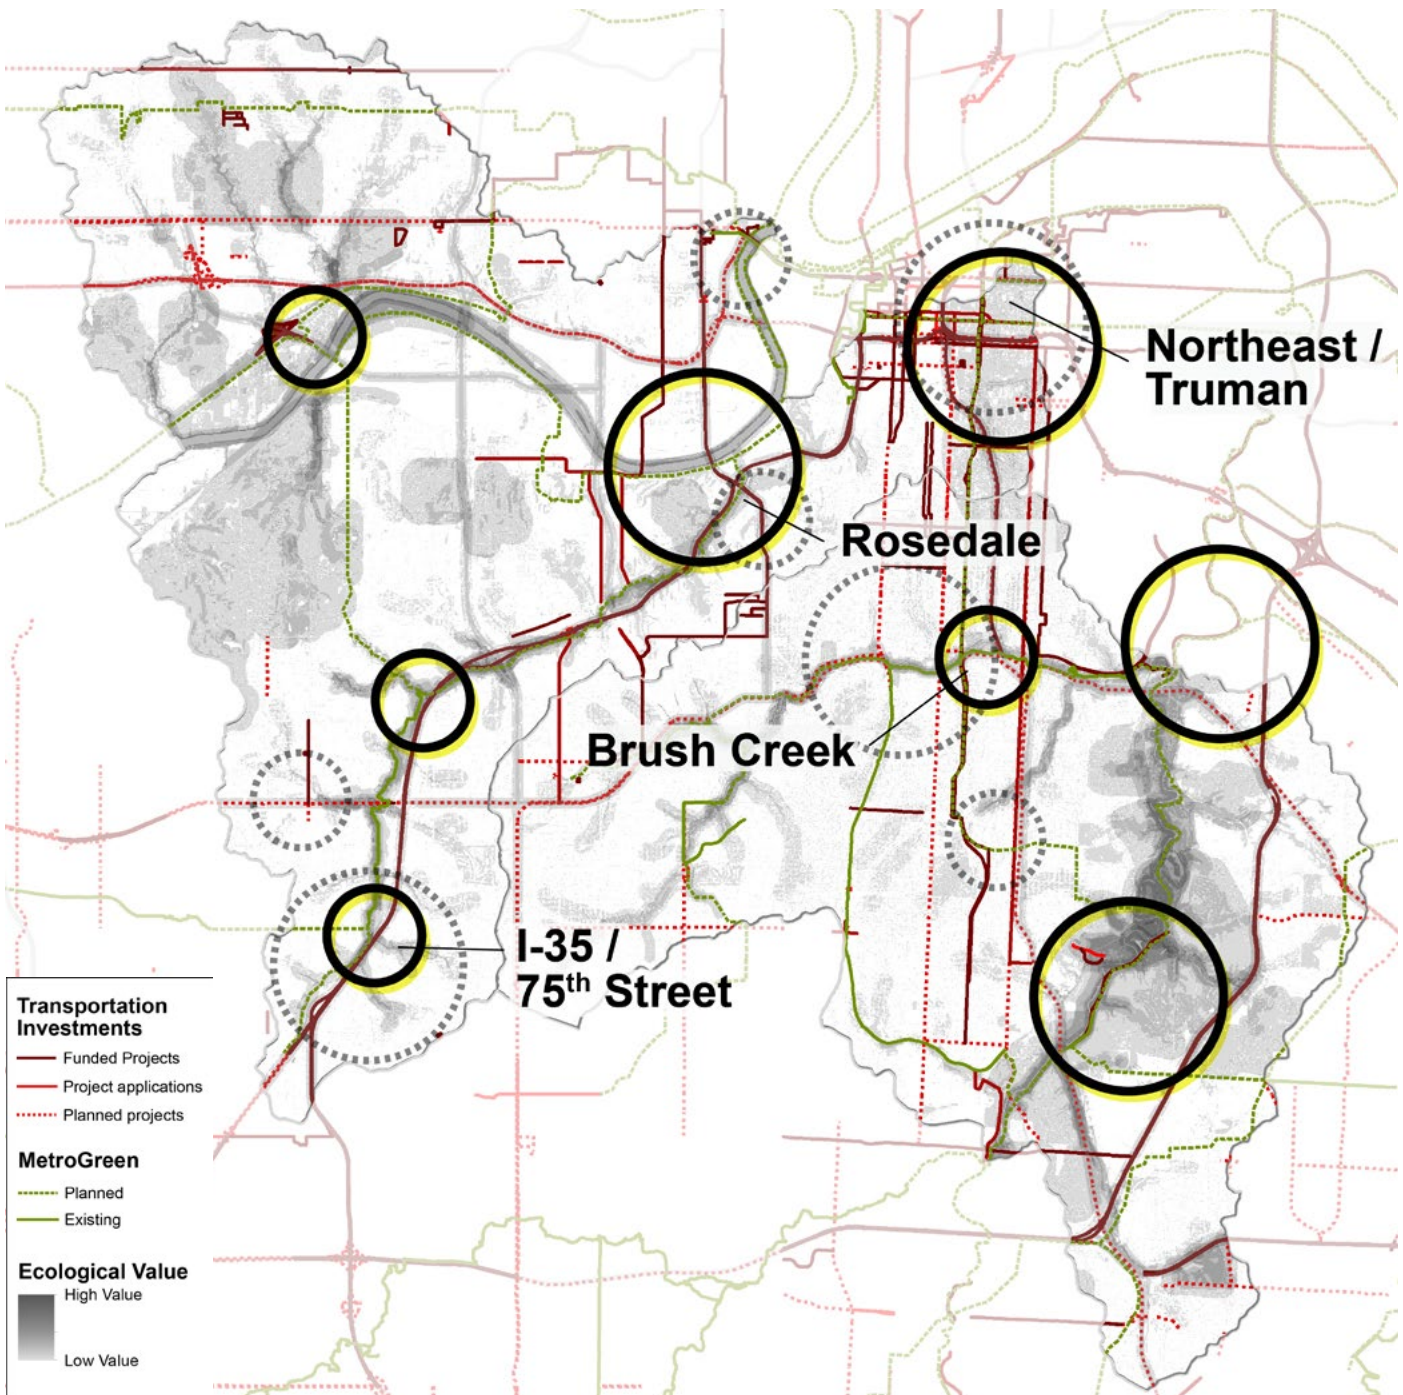 Northeast /
Truman
Rosedale
Brush Creek
I-35 /
75th Street
Transportation
Investments
Funded Projects
Project applications
Planned projects
MetroGreen
Planned
Existing
Ecological Value
High Value
Low Value